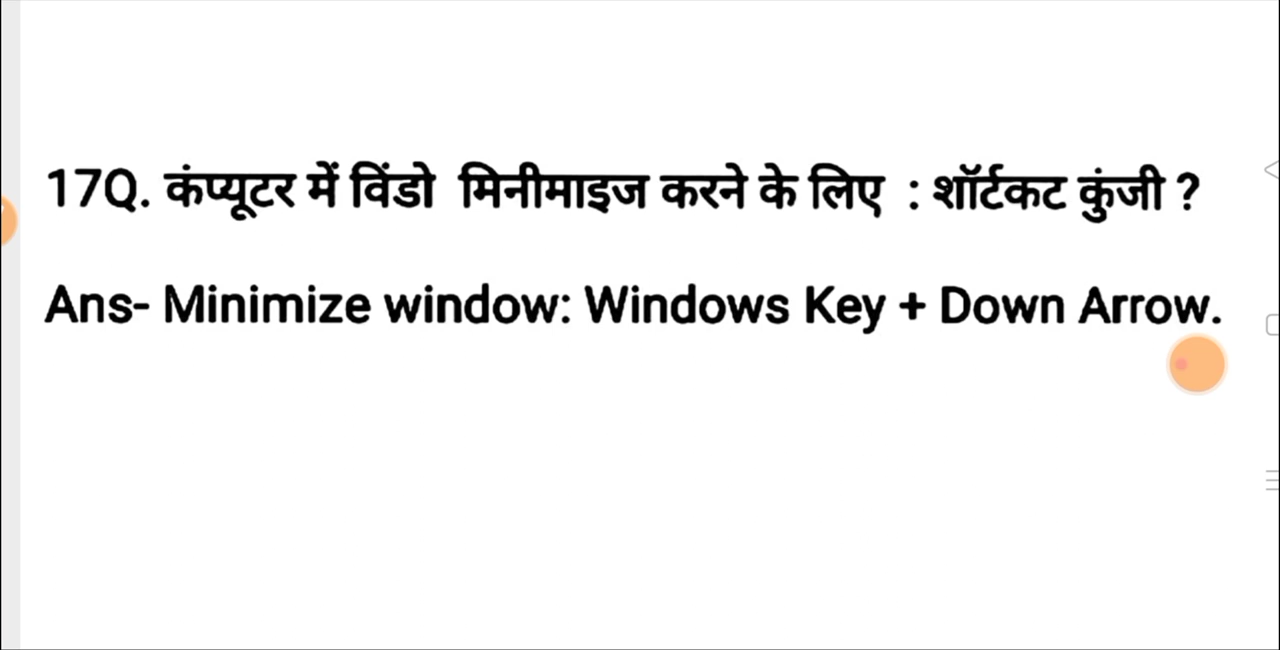 17Q. कंप्यूटर में विंडो मिनीमाइज करने के लिए : शॉर्टकट कुंजी ?
Ans- Minimize window: Windows Key + Down Arrow.